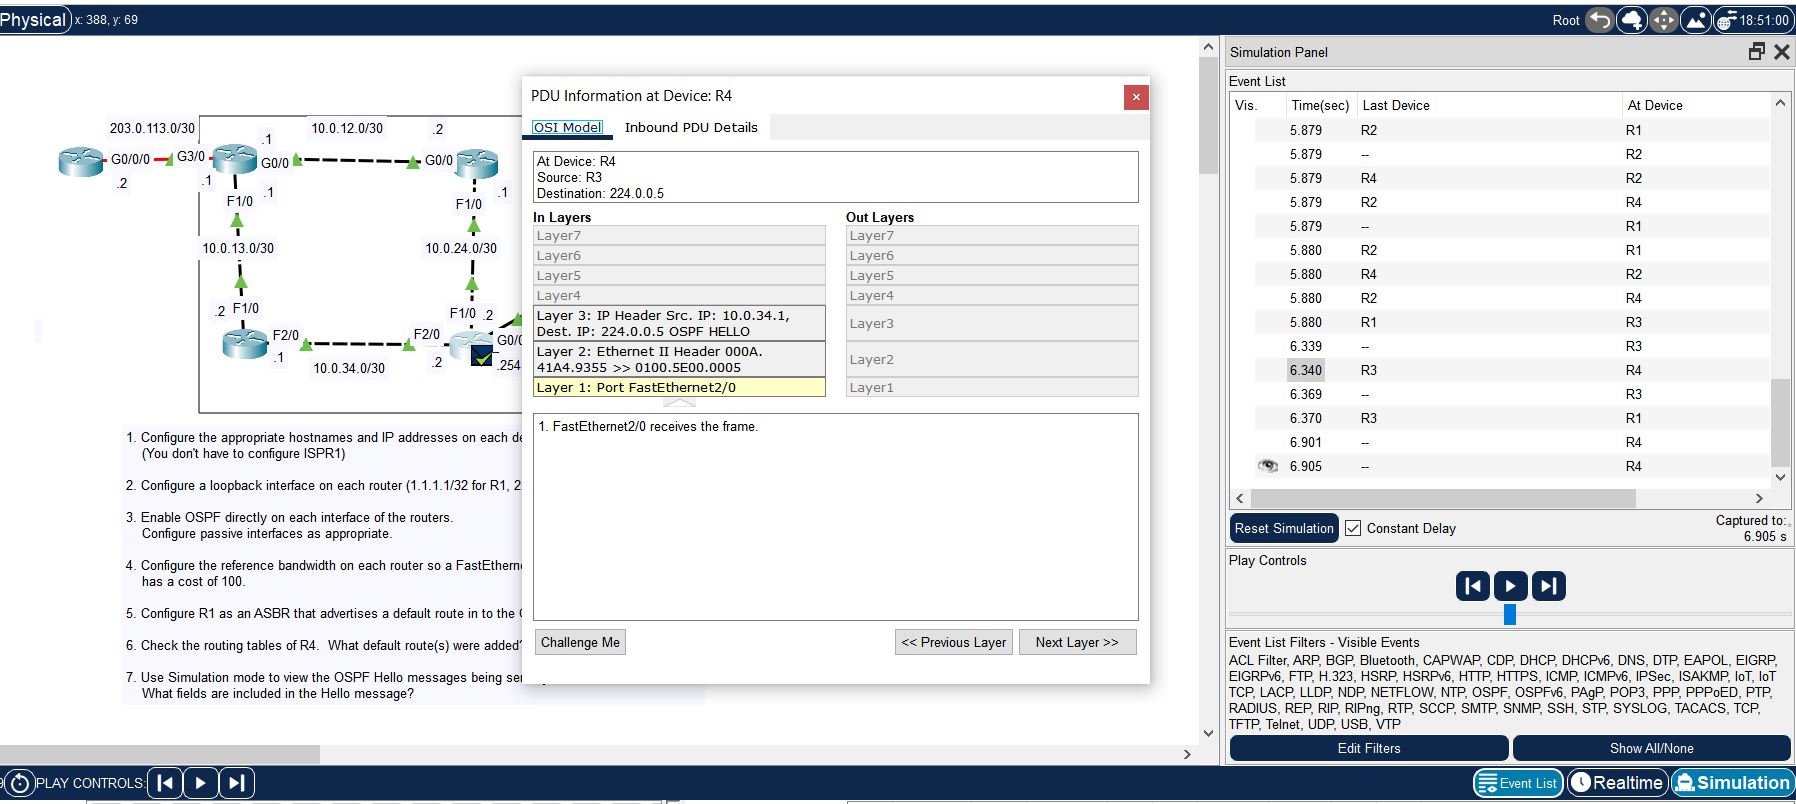 Physical x: 388, y: 69
Root 18:51:00
203.0.113.0/30
.1
10.0.12.0/30
.2
G0/0/0
G3/0
G0/0
G0/0
.2
.1
.1
.1
F1/0
F1/0
10.0.13.0/30
10.0.24.0/30
.2
F1/0
F1/0
.2
F2/0
F2/0
G0/0
.1
.2
.254
10.0.34.0/30
1. Configure the appropriate hostnames and IP addresses on each de
(You don't have to configure ISPR1)
2. Configure a loopback interface on each router (1.1.1.1/32 for R1, 2
3. Enable OSPF directly on each interface of the routers.
Configure passive interfaces as appropriate.
4. Configure the reference bandwidth on each router so a FastEtherne
has a cost of 100.
5. Configure R1 as an ASBR that advertises a default route in to the
6. Check the routing tables of R4. What default route(s) were added?
7. Use Simulation mode to view the OSPF Hello messages being sen
What fields are included in the Hello message?
PDU Information at Device: R4
OSI Model Inbound PDU Details
At Device: R4
Source: R3
Destination: 224.0.0.5
In Layers Out Layers
Layer7 Layer7
Layer6 Layer6
Layer5 Layer5
Layer4 Layer4
Layer 3: IP Header Src. IP: 10.0.34.1,
Dest. IP: 224.0.0.5 OSPF HELLO
Layer3
Layer 2: Ethernet II Header 000A.
41A4.9355 >> 0100.5E00.0005
Layer2
Layer 1: Port FastEthernet2/0 Layer1
1. FastEthernet2/0 receives the frame.
Challenge Me << Previous Layer Next Layer >>
Simulation Panel
Event List
Vis. Time(sec) Last Device At Device
5.879 R2 R1
5.879 -- R2
5.879 R4 R2
5.879 R2 R4
5.879 -- R1
5.880 R2 R1
5.880 R4 R2
5.880 R2 R4
5.880 R1 R3
6.339 -- R3
6.340 R3 R4
6.369 -- R3
6.370 R3 R1
6.901 -- R4
6.905 -- R4
Reset Simulation Constant Delay
Captured to:
6.905 s
Play Controls
Event List Filters - Visible Events
ACL Filter, ARP, BGP, Bluetooth, CAPWAP, CDP, DHCP, DHCPv6, DNS, DTP, EAPOL, EIGRP,
EIGRPv6, FTP, H.323, HSRP, HSRPv6, HTTP, HTTPS, ICMP, ICMPv6, IPSec, ISAKMP, IoT, IoT
TCP, LACP, LLDP, NDP, NETFLOW, NTP, OSPF, OSPFv6, PAgP, POP3, PPP, PPPoED, PTP,
RADIUS, REP, RIP, RIPng, RTP, SCCP, SMTP, SNMP, SSH, STP, SYSLOG, TACACS, TCP,
TFTP, Telnet, UDP, USB, VTP
Edit Filters Show All/None
PLAY CONTROLS:
Event List Realtime Simulation